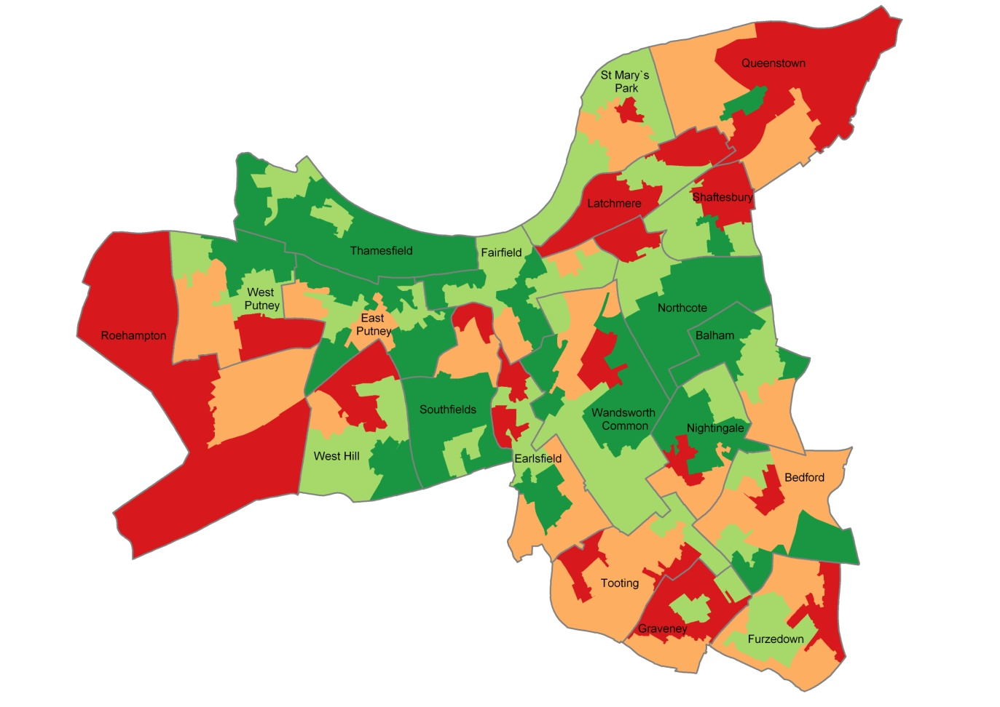 Queenstown
St Mary`s
Park
Shaftesbury
Latchmere
Thamesfield
Fairfield
West
Putney
Northcote
East
Putney
Roehampton
Balham
Southfields
Wandsworth
Common
Nightingale
West Hill
Earlsfield
Bedford
Tooting
Graveney
Furzedown